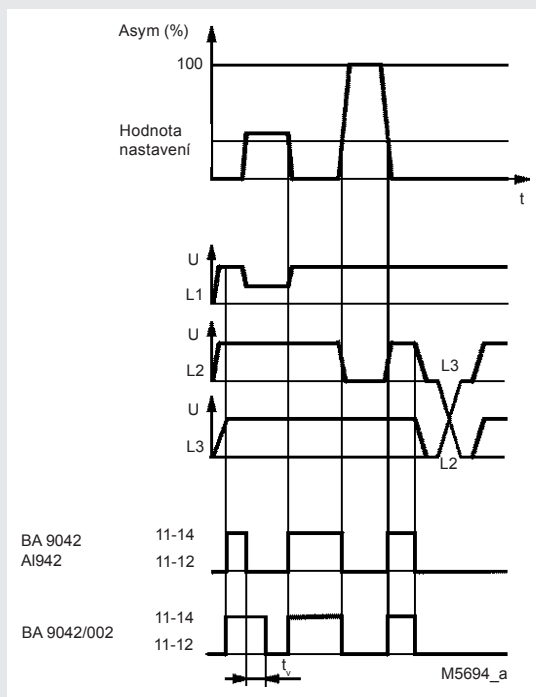 Asym (%)
100
Hodnota
nastavení
t
U
L1
U
L2
L3
U
L3
L2
BA 9042
AI942
11-14
11-12
BA 9042/002
11-14
11-12
tv
M5694_a